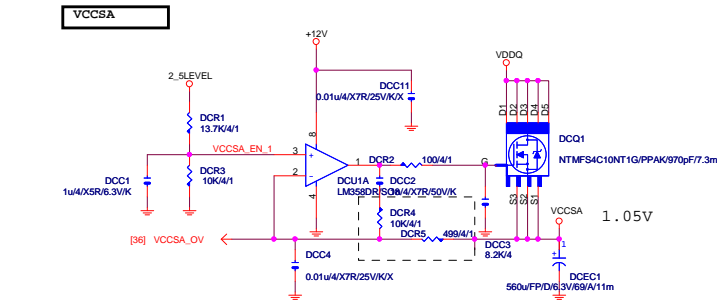 VCCSA
+12V
2_5LEVEL
VDDQ
DCC11
0.01u/4/X7R/25V/K/X
D1
D2
D3
D4
D5
DCR1
13.7K/4/1
8
DCQ1
NTMFS4C10NT1G/PPAK/970pF/7.3m
VCCSA_EN_1
3
+
1
DCR2
100/4/1
G
2
-
DCC1
1u/4/X5R/6.3V/K
DCR3
10K/4/1
4
DCU1A
LM358DR/SO8
DCC2
/4/X7R/50V/K
S3
S2
S1
DCR4
10K/4/1
VCCSA
1.05V
[36] VCCSA_OV
DCR5
499/4/1
DCC3
8.2K/4
1
+
DCC4
0.01u/4/X7R/25V/K/X
DCEC1
560u/FP/D/6.3V/69/A/11m